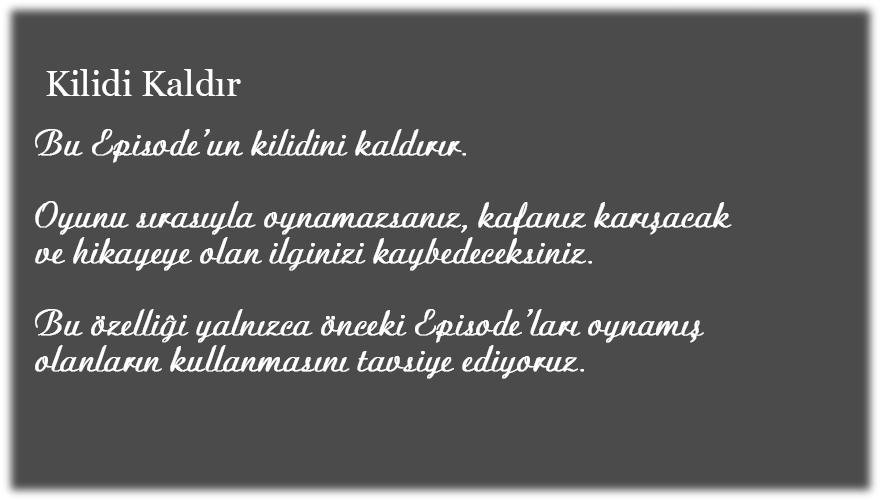 Kilidi Kaldır
Bu Episode’un kilidini kaldırır.
Oyunu sırasıyla oynamazsanız, kafanız karışacak
ve hikayeye olan ilginizi kaybedeceksiniz.
Bu özelliĝi yalnızca önceki Episode’ları oynamış
olanların kullanmasını tavsiye ediyoruz.